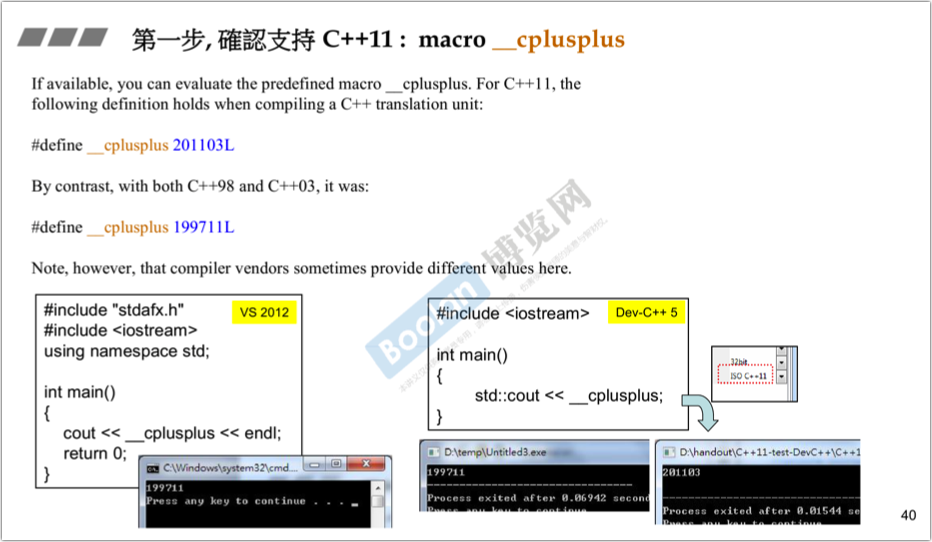 第一步, 確認支持 C++11 : macro __cplusplus
If available, you can evaluate the predefined macro __cplusplus. For C++11, the
following definition holds when compiling a C++ translation unit:
#define __cplusplus 201103L
By contrast, with both C++98 and C++03, it was:
#define __cplusplus 199711L
Note, however, that compiler vendors sometimes provide different values here.
#include "stdafx.h"
#include <iostream>
using namespace std;
int main()
{
cout << __cplusplus << endl;
return 0;
}
VS 2012
C:\Windows\system32\cmd....
199711
Press any key to continue . . .
#include <iostream>
int main()
{
std::cout << __cplusplus;
}
Dev-C++ 5
32bit
ISO C++11
D:\temp\Untitled3.exe
199711
--------------------------------
Process exited after 0.06942 second
Press any key to continue
D:\handout\C++11-test-DevC++\C++1
201103
--------------------------------
Process exited after 0.01544 se
Press any key to continue
Boolan 博览网
40